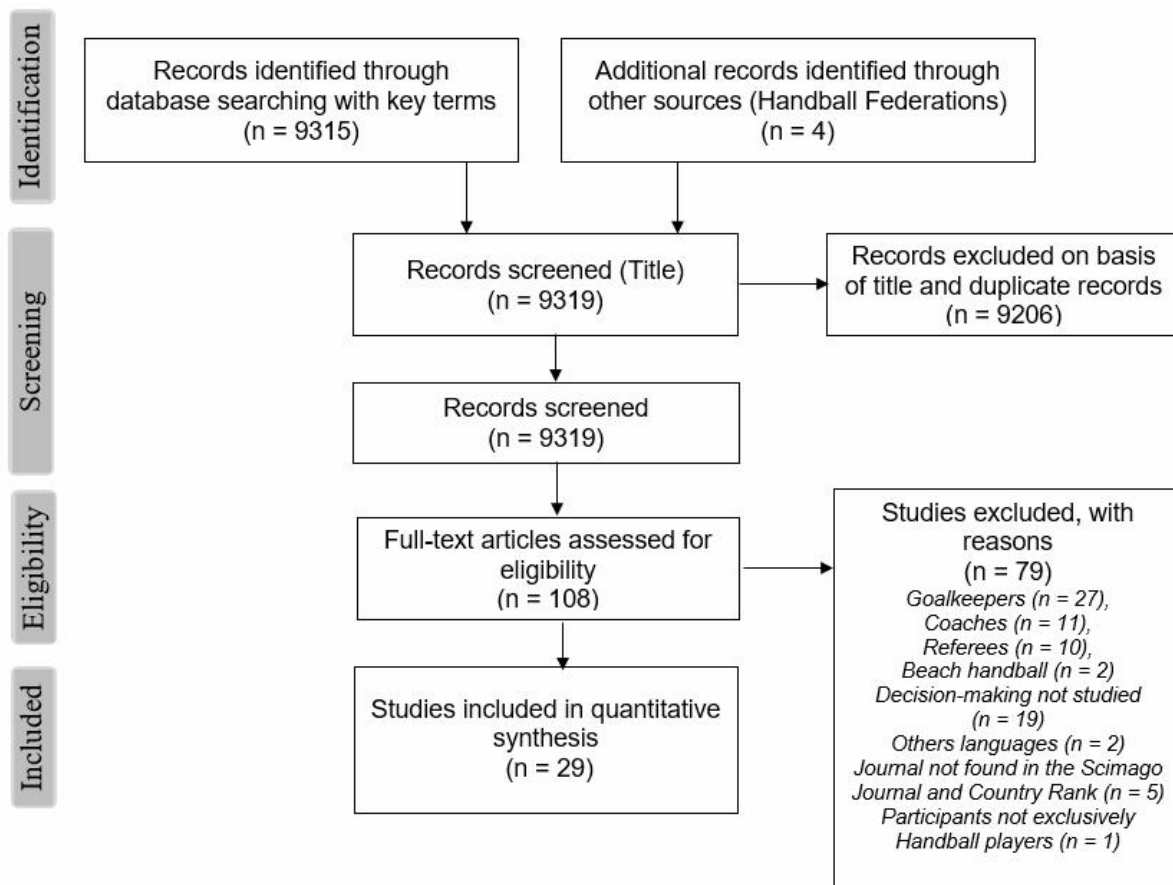 Identification
Records identified through
database searching with key terms
(n = 9315)
Additional records identified through
other sources (Handball Federations)
(n = 4)
Screening
Records screened (Title)
(n = 9319)
Records excluded on basis
of title and duplicate records
(n = 9206)
Records screened
(n = 9319)
Eligibility
Full-text articles assessed for
eligibility
(n = 108)
Studies excluded, with
reasons
(n = 79)
Goalkeepers (n = 27),
Coaches (n = 11),
Referees (n = 10),
Beach handball (n = 2)
Decision-making not studied
(n = 19)
Others languages (n = 2)
Journal not found in the Scimago
Journal and Country Rank (n = 5)
Participants not exclusively
Handball players (n = 1)
Included
Studies included in quantitative
synthesis
(n = 29)